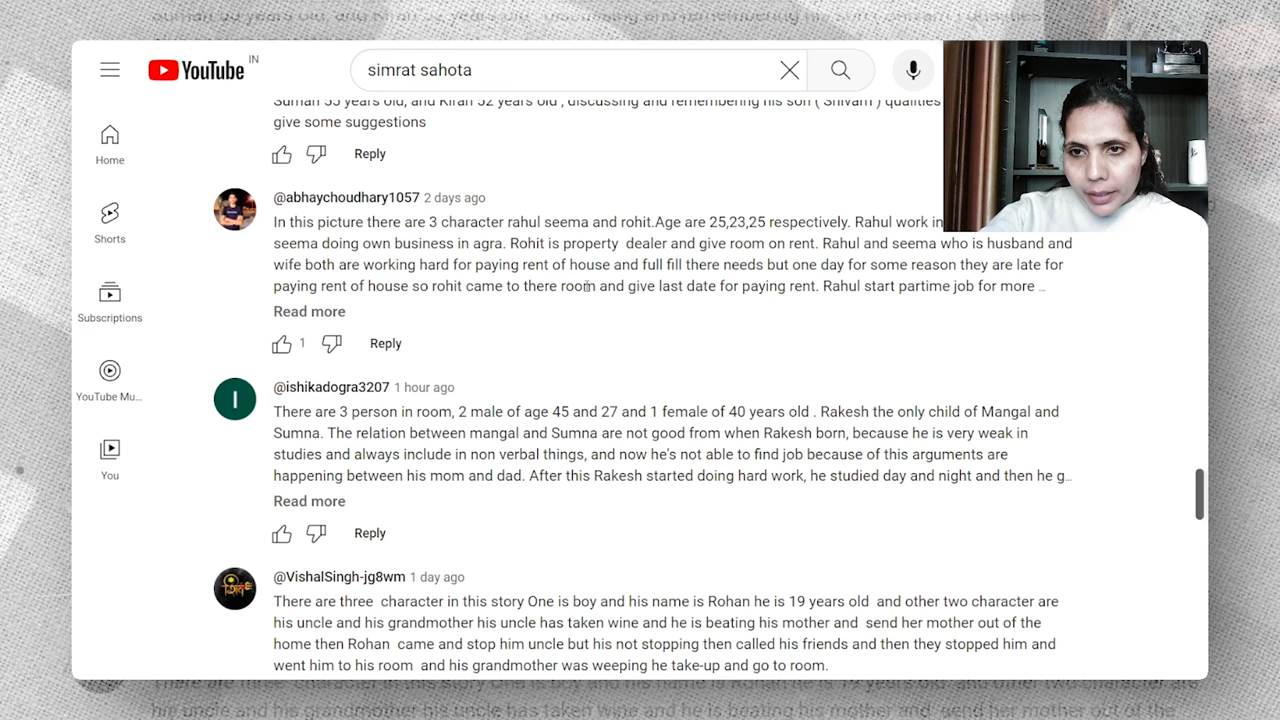 YouTube IN
simrat sahota
Home
Shorts
Subscriptions
YouTube Mu...
You
Suman 55 years old, and Kiran 52 years old , discussing and remembering his son ( Shivam ) qualities
give some suggestions
Reply
@abhaychoudhary1057 2 days ago
In this picture there are 3 character rahul seema and rohit.Age are 25,23,25 respectively. Rahul work in
seema doing own business in agra. Rohit is property dealer and give room on rent. Rahul and seema who is husband and
wife both are working hard for paying rent of house and full fill there needs but one day for some reason they are late for
paying rent of house so rohit came to there room and give last date for paying rent. Rahul start partime job for more ...
Read more
1 Reply
@ishikadogra3207 1 hour ago
There are 3 person in room, 2 male of age 45 and 27 and 1 female of 40 years old . Rakesh the only child of Mangal and
Sumna. The relation between mangal and Sumna are not good from when Rakesh born, because he is very weak in
studies and always include in non verbal things, and now he's not able to find job because of this arguments are
happening between his mom and dad. After this Rakesh started doing hard work, he studied day and night and then he g...
Read more
Reply
@VishalSingh-jg8wm 1 day ago
There are three character in this story One is boy and his name is Rohan he is 19 years old and other two character are
his uncle and his grandmother his uncle has taken wine and he is beating his mother and send her mother out of the
home then Rohan came and stop him uncle but his not stopping then called his friends and then they stopped him and
went him to his room and his grandmother was weeping he take-up and go to room.